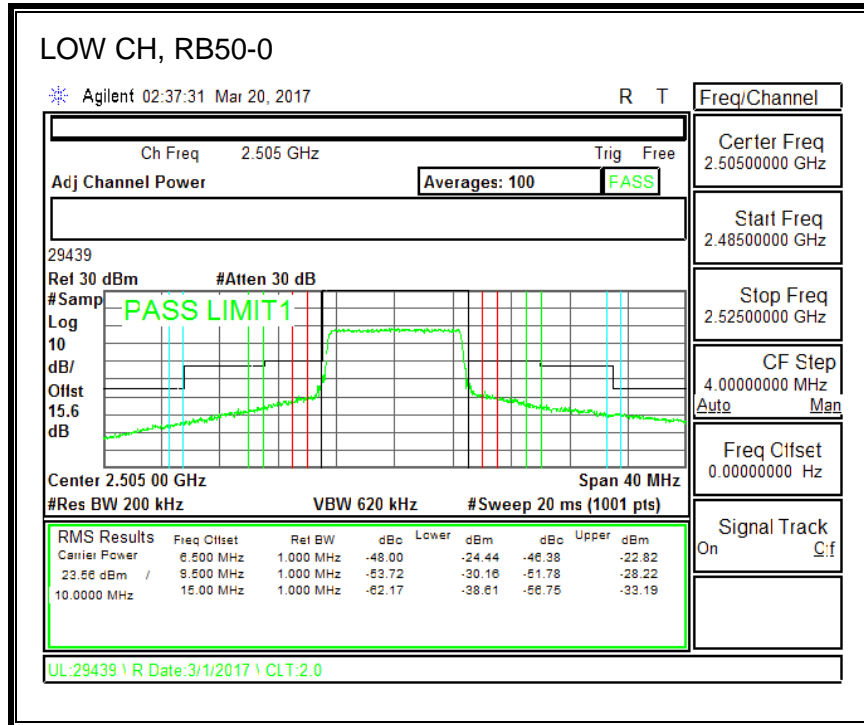 LOW CH, RB50-0
Agilent 02:37:31 Mar 20, 2017 R T
Freq/Channel
Ch Freq 2.505 GHz Trig Free
Adj Channel Power Averages: 100 PASS
29439
Ref 30 dBm #Atten 30 dB
#Samp
Log
10
dB/
Offst
15.6
dB
PASS LIMIT1
Center 2.505 00 GHz Span 40 MHz
#Res BW 200 kHz VBW 620 kHz #Sweep 20 ms (1001 pts)
RMS Results Freq Offset Ref BW dBc Lower dBm dBc Upper dBm
Carrier Power 6.500 MHz 1.000 MHz -48.00 -24.44 -46.38 -22.82
23.56 dBm / 9.500 MHz 1.000 MHz -53.72 -30.16 -51.78 -28.22
10.0000 MHz 15.00 MHz 1.000 MHz -62.17 -38.61 -56.75 -33.19
UL:29439 \ R Date:3/1/2017 \ CLT:2.0
Center Freq
2.50500000 GHz
Start Freq
2.48500000 GHz
Stop Freq
2.52500000 GHz
CF Step
4.00000000 MHz
Auto Man
Freq Offset
0.00000000 Hz
Signal Track
On Off